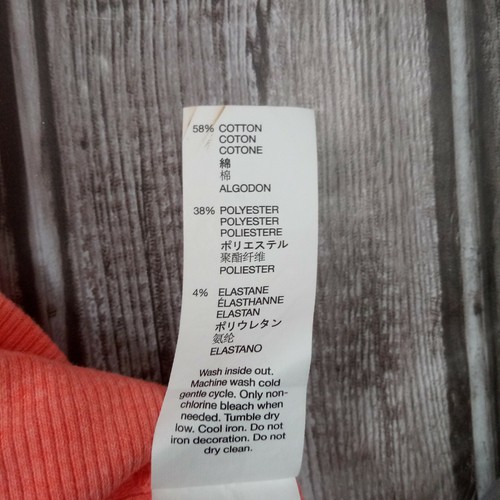 58% COTTON
COTON
COTONE
綿
棉
ALGODON
38% POLYESTER
POLYESTER
POLIESTERE
ポリエステル
聚酯纤维
POLIESTER
4% ELASTANE
ÉLASTHANNE
ELASTAN
ポリウレタン
氨纶
ELASTANO
Wash inside out.
Machine wash cold
gentle cycle. Only non-
chlorine bleach when
needed. Tumble dry
low. Cool iron. Do not
iron decoration. Do not
dry clean.